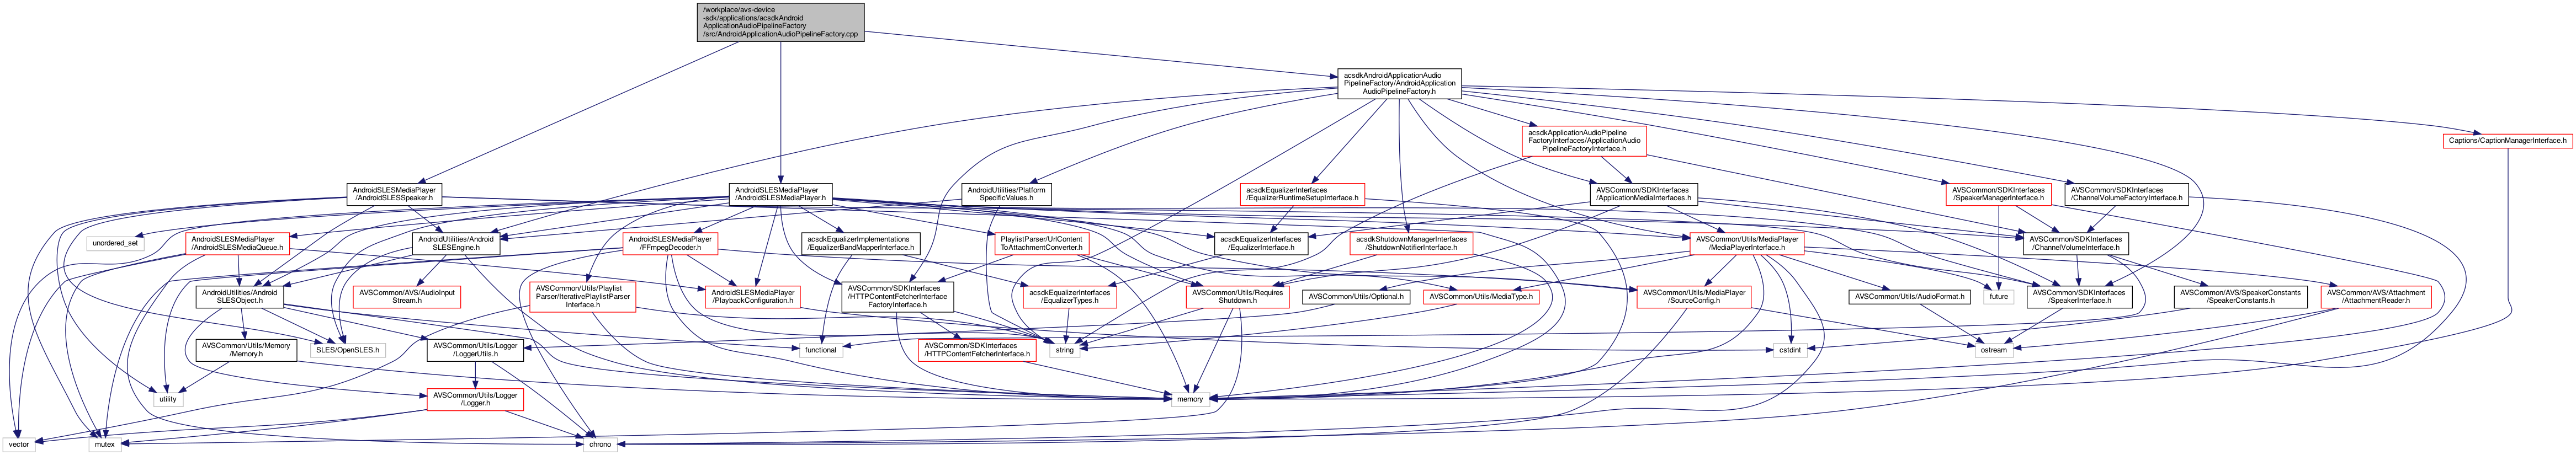 /workplace/avs-device
-sdk/applications/acsdkAndroid
ApplicationAudioPipelineFactory
/src/AndroidApplicationAudioPipelineFactory.cpp
acsdkAndroidApplicationAudio
PipelineFactory/AndroidApplication
AudioPipelineFactory.h
acsdkApplicationAudioPipeline
FactoryInterfaces/ApplicationAudio
PipelineFactoryInterface.h
Captions/CaptionManagerInterface.h
AndroidSLESMediaPlayer
/AndroidSLESSpeaker.h
AndroidSLESMediaPlayer
/AndroidSLESMediaPlayer.h
AndroidUtilities/Platform
SpecificValues.h
acsdkEqualizerInterfaces
/EqualizerRuntimeSetupInterface.h
AVSCommon/SDKInterfaces
/ApplicationMediaInterfaces.h
AVSCommon/SDKInterfaces
/SpeakerManagerInterface.h
AVSCommon/SDKInterfaces
/ChannelVolumeFactoryInterface.h
unordered_set
AndroidSLESMediaPlayer
/AndroidSLESMediaQueue.h
AndroidUtilities/Android
SLESEngine.h
AndroidSLESMediaPlayer
/FFmpegDecoder.h
acsdkEqualizerImplementations
/EqualizerBandMapperInterface.h
PlaylistParser/UrlContent
ToAttachmentConverter.h
acsdkEqualizerInterfaces
/EqualizerInterface.h
acsdkShutdownManagerInterfaces
/ShutdownNotifierInterface.h
AVSCommon/Utils/MediaPlayer
/MediaPlayerInterface.h
AVSCommon/SDKInterfaces
/ChannelVolumeInterface.h
AndroidUtilities/Android
SLESObject.h
AVSCommon/AVS/AudioInput
Stream.h
AVSCommon/Utils/Playlist
Parser/IterativePlaylistParser
Interface.h
AndroidSLESMediaPlayer
/PlaybackConfiguration.h
AVSCommon/SDKInterfaces
/HTTPContentFetcherInterface
FactoryInterface.h
acsdkEqualizerInterfaces
/EqualizerTypes.h
AVSCommon/Utils/Requires
Shutdown.h
AVSCommon/Utils/Optional.h
AVSCommon/Utils/MediaType.h
AVSCommon/Utils/MediaPlayer
/SourceConfig.h
AVSCommon/Utils/AudioFormat.h
future
AVSCommon/SDKInterfaces
/SpeakerInterface.h
AVSCommon/AVS/SpeakerConstants
/SpeakerConstants.h
AVSCommon/AVS/Attachment
/AttachmentReader.h
AVSCommon/Utils/Memory
/Memory.h
SLES/OpenSLES.h
AVSCommon/Utils/Logger
/LoggerUtils.h
functional
AVSCommon/SDKInterfaces
/HTTPContentFetcherInterface.h
string
cstdint
ostream
utility
AVSCommon/Utils/Logger
/Logger.h
memory
vector
mutex
chrono